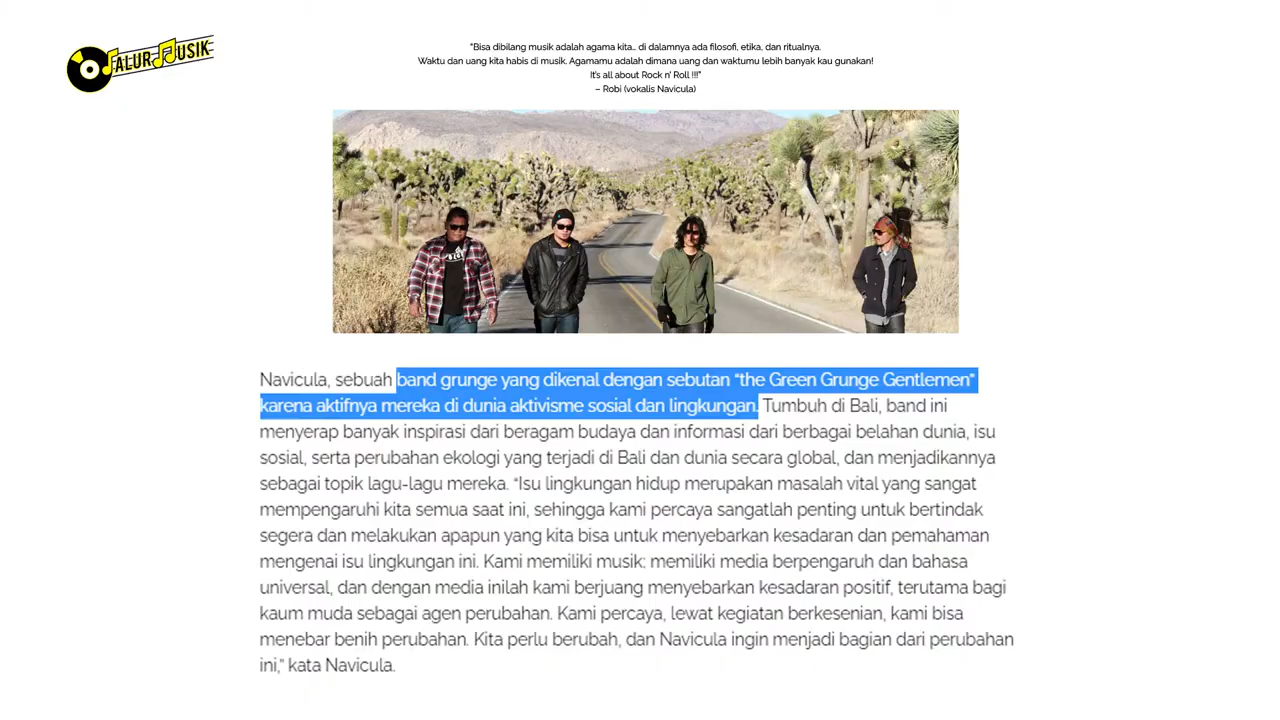 JALUR MUSIK
"Bisa dibilang musik adalah agama kita… di dalamnya ada filosofi, etika, dan ritualnya.
Waktu dan uang kita habis di musik. Agamamu adalah dimana uang dan waktumu lebih banyak kau gunakan!
It's all about Rock n' Roll !!!"
– Robi (vokalis Navicula)
Navicula, sebuah band grunge yang dikenal dengan sebutan "the Green Grunge Gentlemen"
karena aktifnya mereka di dunia aktivisme sosial dan lingkungan. Tumbuh di Bali, band ini
menyerap banyak inspirasi dari beragam budaya dan informasi dari berbagai belahan dunia, isu
sosial, serta perubahan ekologi yang terjadi di Bali dan dunia secara global, dan menjadikannya
sebagai topik lagu-lagu mereka. "Isu lingkungan hidup merupakan masalah vital yang sangat
mempengaruhi kita semua saat ini, sehingga kami percaya sangatlah penting untuk bertindak
segera dan melakukan apapun yang kita bisa untuk menyebarkan kesadaran dan pemahaman
mengenai isu lingkungan ini. Kami memiliki musik; memiliki media berpengaruh dan bahasa
universal, dan dengan media inilah kami berjuang menyebarkan kesadaran positif, terutama bagi
kaum muda sebagai agen perubahan. Kami percaya, lewat kegiatan berkesenian, kami bisa
menebar benih perubahan. Kita perlu berubah, dan Navicula ingin menjadi bagian dari perubahan
ini," kata Navicula.